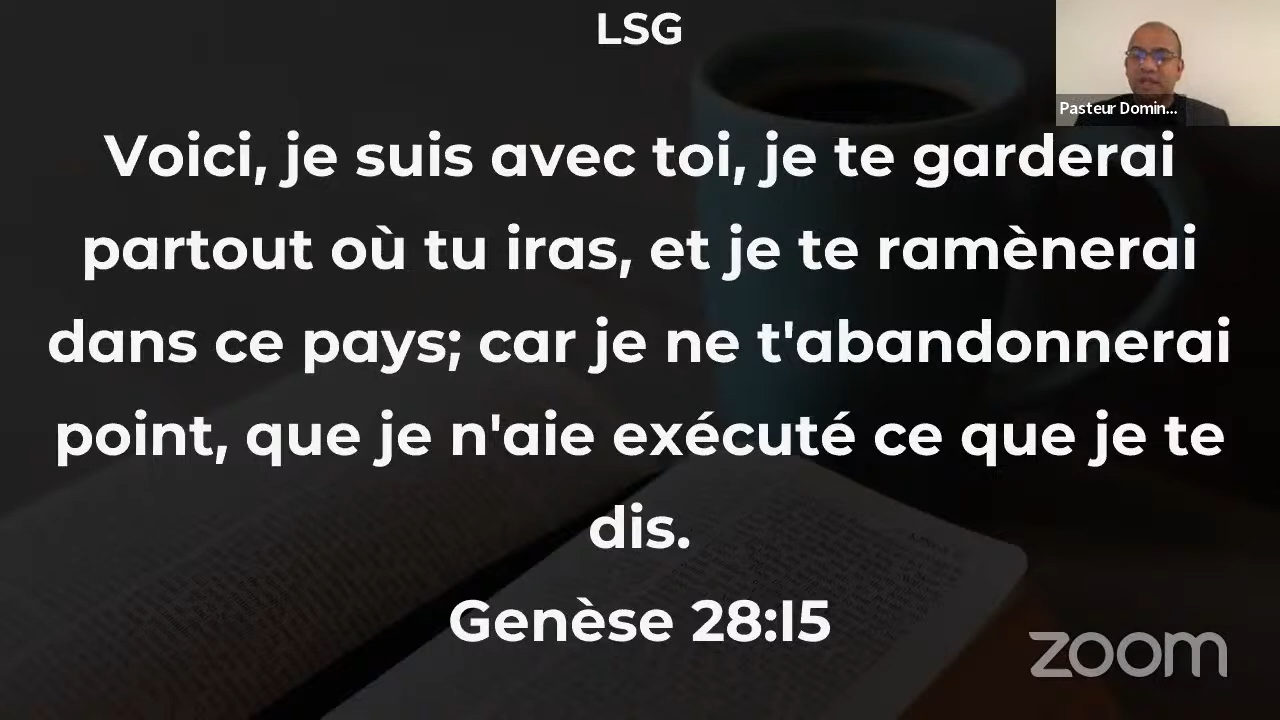 LSG
Pasteur Domin...
Voici, je suis avec toi, je te garderai
partout où tu iras, et je te ramènerai
dans ce pays; car je ne t'abandonnerai
point, que je n'aie exécuté ce que je te
dis.
Genèse 28:15
zoom